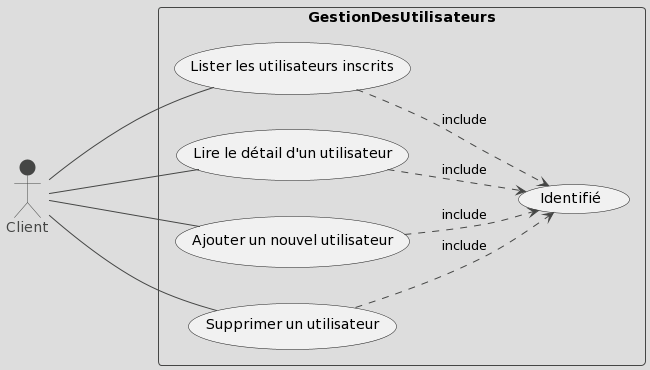 GestionDesUtilisateurs
Lister les utilisateurs inscrits
include
Lire le détail d'un utilisateur
include
Identifié
Client
Ajouter un nouvel utilisateur
include
include
Supprimer un utilisateur